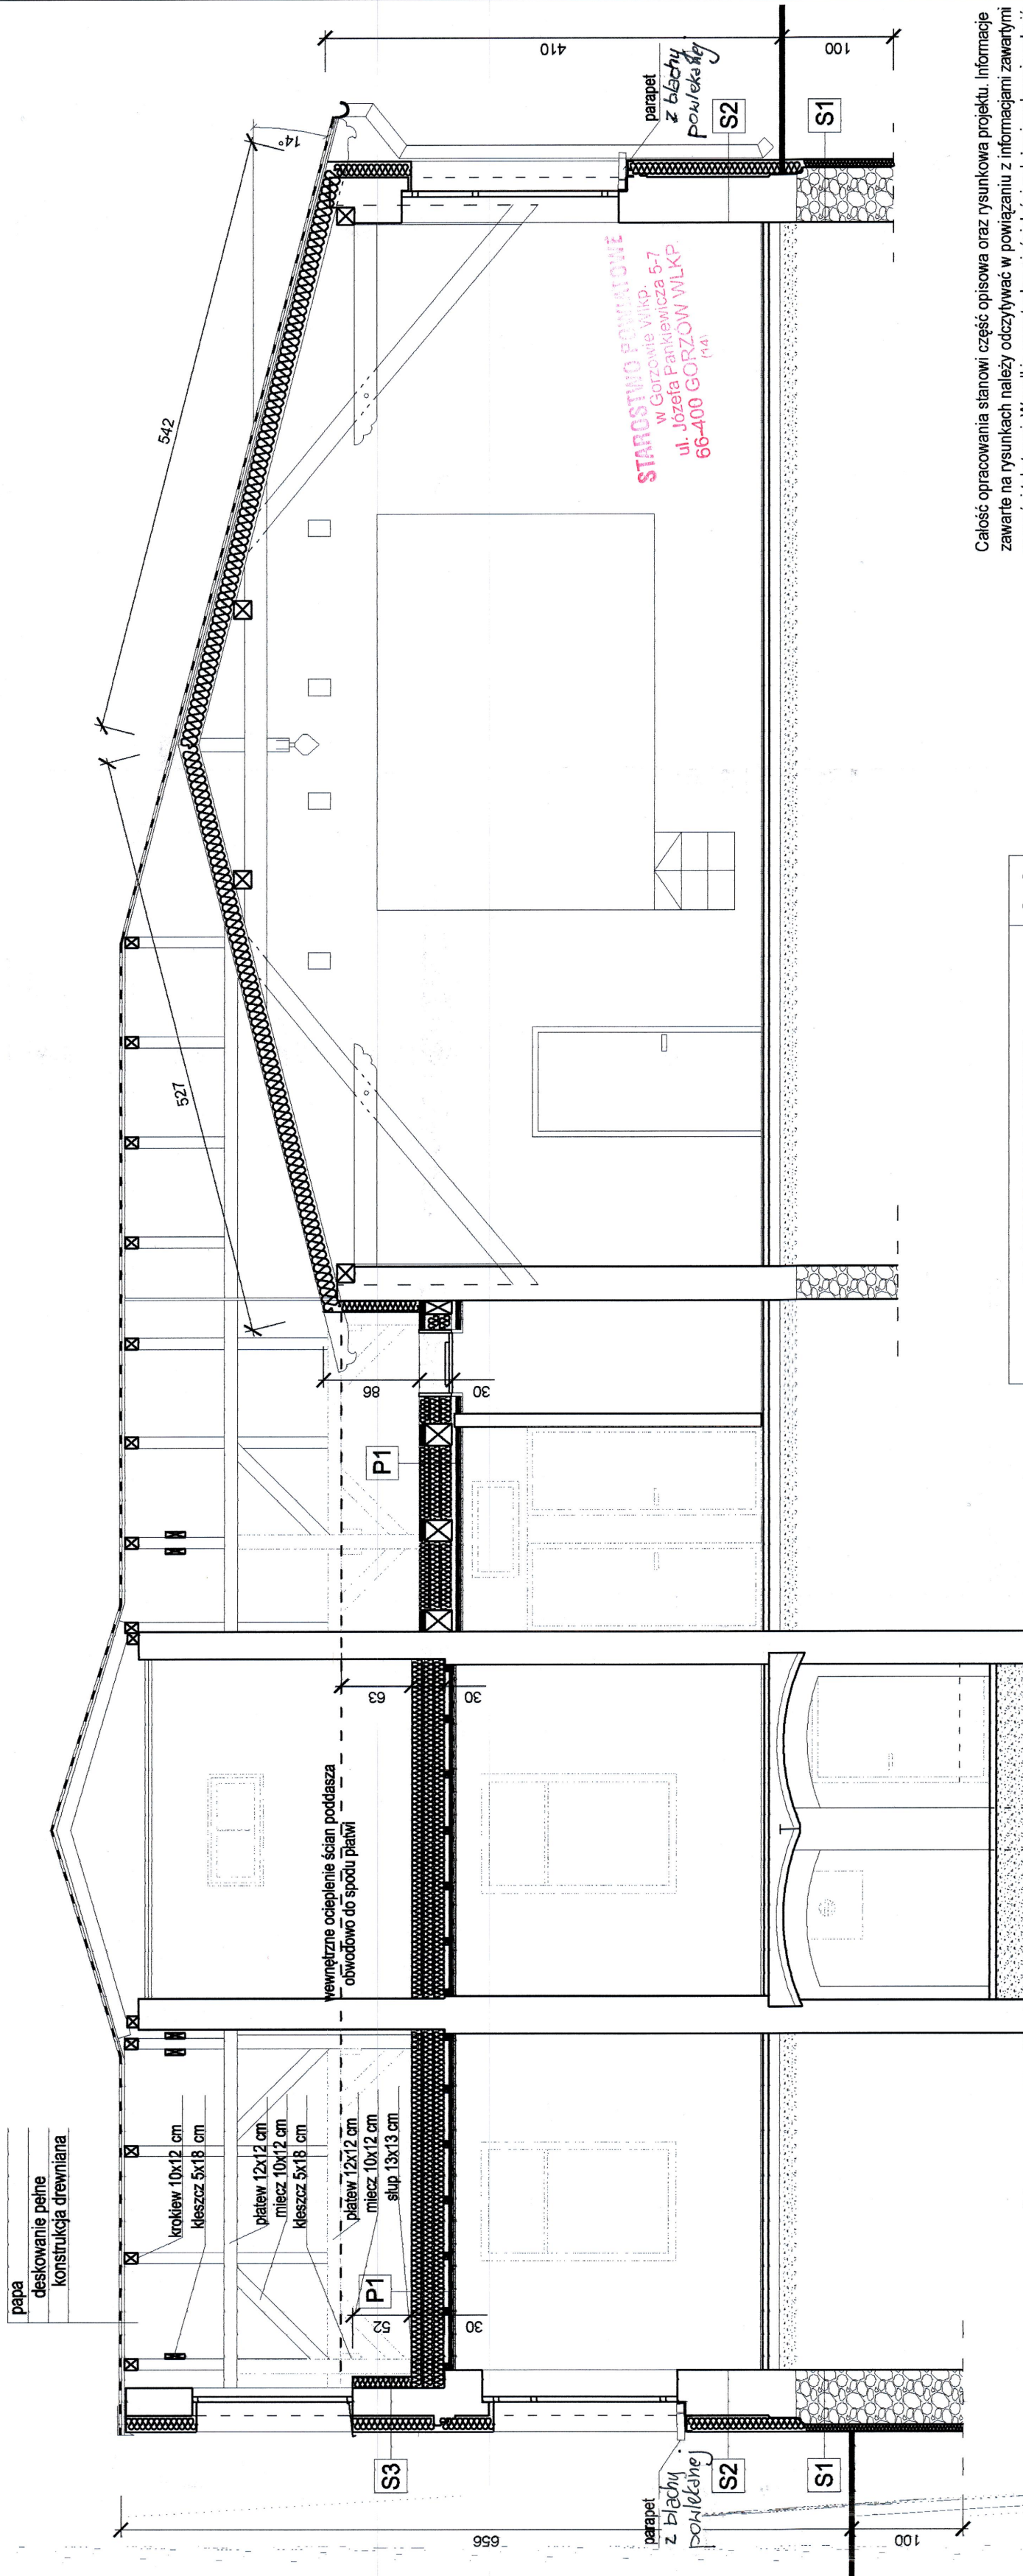 papa
deskowanie pełne
konstrukcja drewniana
krokiew 10x12 cm
kleszcz 5x18 cm
płatew 12x12 cm
miecz 10x12 cm
kleszcz 5x18 cm
płatew 12x12 cm
miecz 10x12 cm
słup 13x13 cm
P1
52
30
S3
656
parapet
z blachy
powlekanej
S2
S1
100
wewnętrzne ocieplenie ścian poddasza
obwodowo do spodu płatwi
63
30
P1
86
30
527
542
14°
410
100
parapet
z blachy
powlekanej
S2
S1
STAROSTWO POWIATOWE
w Gorzowie Wlkp.
ul. Józefa Pankiewicza 5-7
66-400 GORZÓW WLKP.
(14)
Całość opracowania stanowi część opisowa oraz rysunkowa projektu. Informacje
zawarte na rysunkach należy odczytywać w powiązaniu z informacjami zawartymi